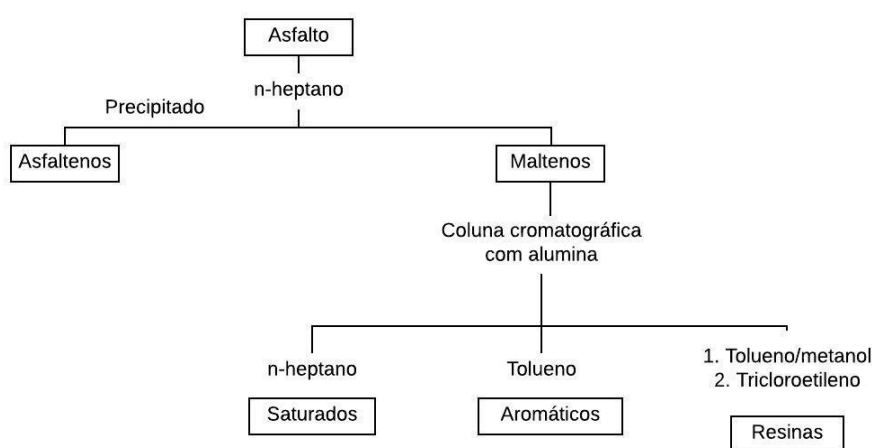 Asfalto
n-heptano
Precipitado
Asfaltenos
Maltenos
Coluna cromatográfica
com alumina
n-heptano
Tolueno
1. Tolueno/metanol
2. Tricloroetileno
Saturados
Aromáticos
Resinas